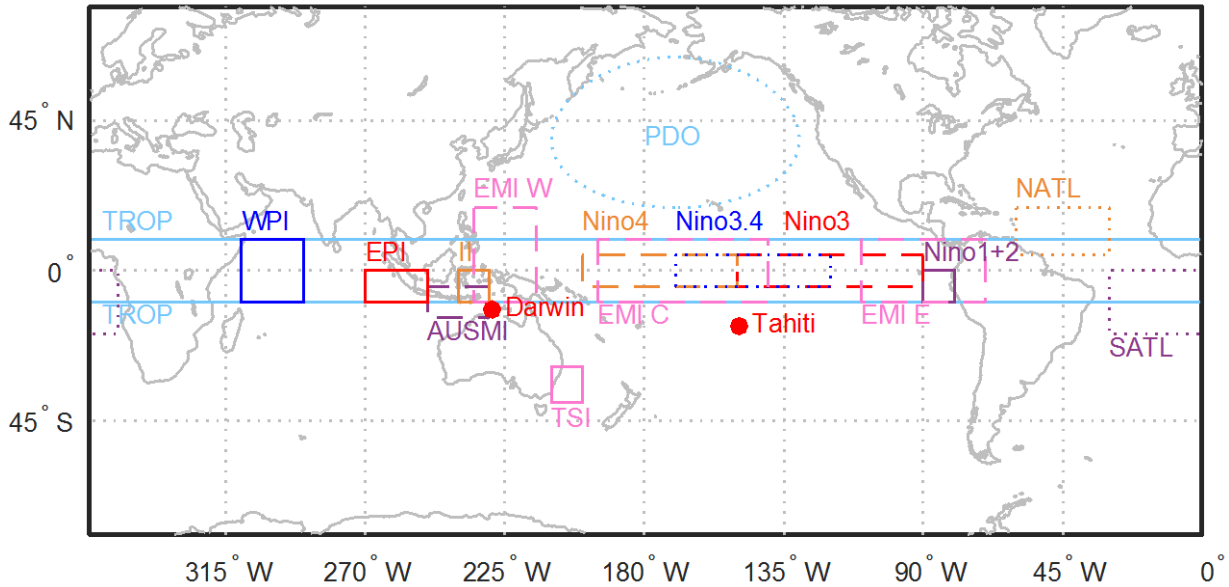 45° N
PDO
EMI W
NATL
TROP
WPI
Nino4
Nino3.4
Nino3
EPI
Nino1+2
0°
TROP
Darwin
EMI C
EMI E
AUSMI
Tahiti
SATL
TSI
45° S
315° W
270° W
225° W
180° W
135° W
90° W
45° W
0°